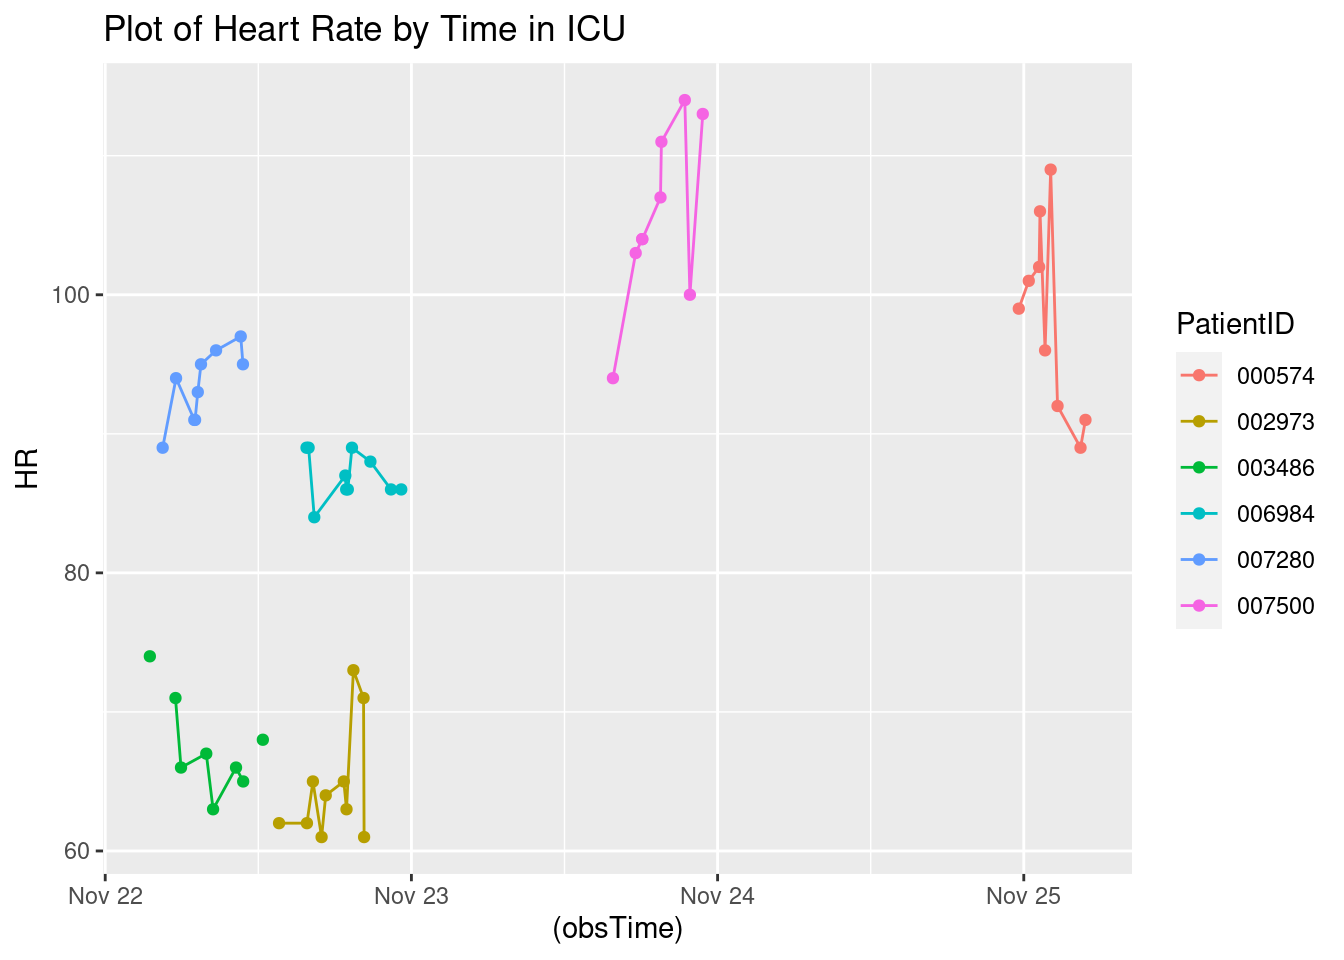 Plot of Heart Rate by Time in ICU
HR
100
80
60
Nov 22
Nov 23
Nov 24
Nov 25
(obsTime)
PatientID
000574
002973
003486
006984
007280
007500